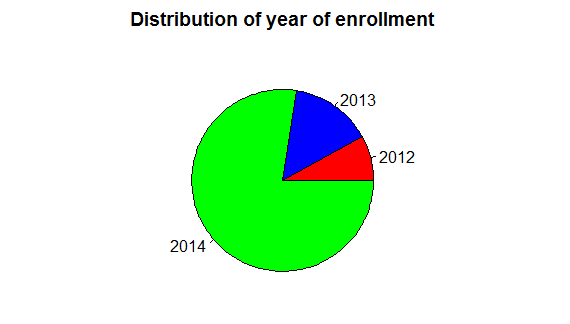 Distribution of year of enrollment
2013
2012
2014